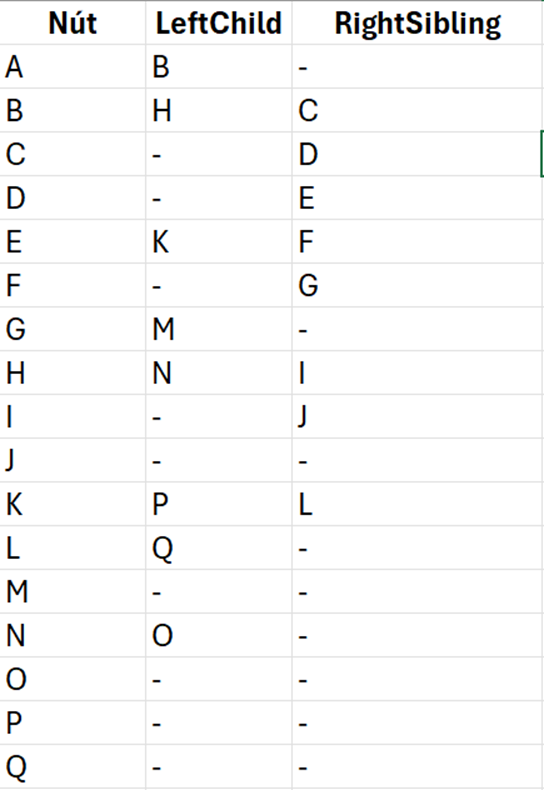 Nút LeftChild RightSibling
A B -
B H C
C - D
D - E
E K F
F - G
G M -
H N I
I - J
J - -
K P L
L Q -
M - -
N O -
O - -
P - -
Q - -